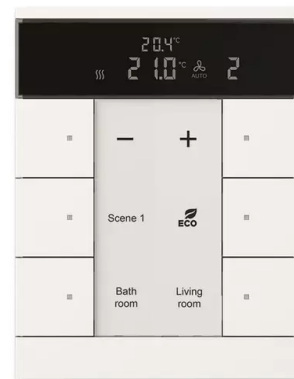 20.4°C
21.0°C AUTO 2
− +
Scene 1 ECO
Bath room
Living room